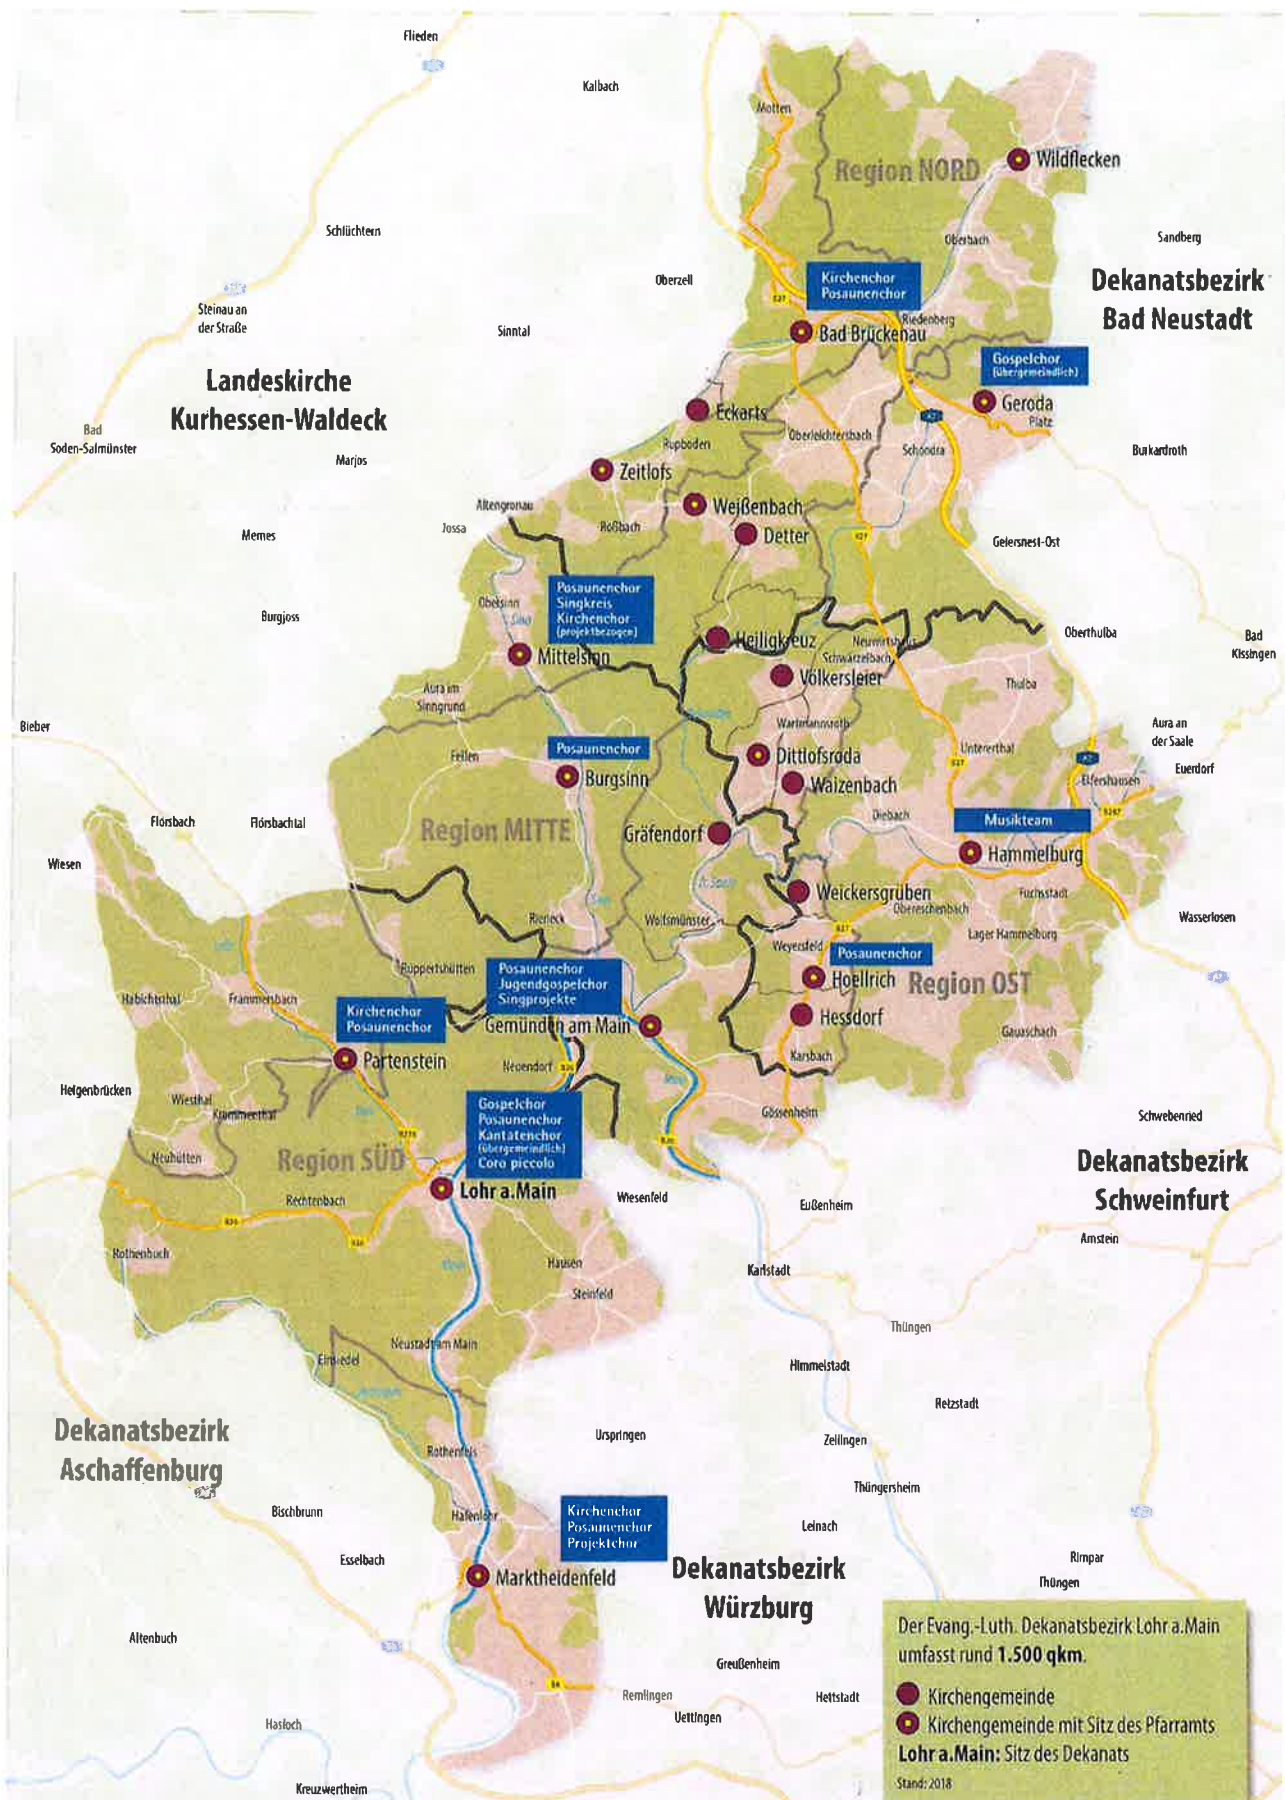 Flieden
Kalbach
Motten
Region NORD
Wildflecken
Schlüchtern
Oberbach
Sandberg
Oberzell
Kirchenchor
Posaunenchor
Dekanatsbezirk
Bad Neustadt
Steinau an
der Straße
Sinntal
Riedenberg
Bad Brückenau
Gospelchor
(übergemeindlich)
Landeskirche
Kurhessen-Waldeck
Eckarts
Geroda
Platz
Bad
Soden-Salmünster
Marjos
Rupboden
Oberleichtersbach
Schondra
Burkardroth
Zeitlofs
Altengronau
Weißenbach
Jossa
Roßbach
Detter
Memes
Geiersnest-Ost
Posaunenchor
Singkreis
Kirchenchor
(projektbezogen)
Obersinn
Sinn
Burgjoss
Heiligkreuz
Neuwirtshaus
Schwärzelbach
Oberthulba
Bad
Kissingen
Mittelsinn
Völkersleier
Thulba
Aura im
Sinngrund
Wartmannsroth
Bieber
Aura an
der Saale
Posaunenchor
Fellen
Burgsinn
Dittlofsroda
Untererthal
Euerdorf
Waizenbach
Elfershausen
Flörsbach
Flörsbachtal
Region MITTE
Gräfendorf
Diebach
Musikteam
Hammelburg
Wiesen
Fr. Saale
Weickersgrüben
Obereschenbach
Fuchsstadt
Rieneck
Wolfsmünster
Wasserlosen
Lager Hammelburg
Weyersfeld
Posaunenchor
Ruppertshütten
Posaunenchor
Jugendgospelchor
Singprojekte
Hoellrich
Region OST
Habichtsthal
Frammersbach
Kirchenchor
Posaunenchor
Gemünden am Main
Hessdorf
Gauaschach
Partenstein
Neuendorf
Karsbach
Heigenbrücken
Wiesthal
Krommenthal
Main
Gössenheim
Gospelchor
Posaunenchor
Kantatenchor
(übergemeindlich)
Coro piccolo
Schwebenried
Neuhütten
Region SÜD
Dekanatsbezirk
Schweinfurt
Rechtenbach
Lohr a.Main
Wiesenfeld
Eußenheim
Arnstein
Rothenbuch
Hausen
Karlstadt
Steinfeld
Thüngen
Neustadt am Main
Einsiedel
Himmelstadt
Retzstadt
Dekanatsbezirk
Aschaffenburg
Urspringen
Zellingen
Rothenfels
Thüngersheim
Bischbrunn
Hafenlohr
Kirchenchor
Posaunenchor
Projektchor
Leinach
Esselbach
Rimpar
Thüngen
Marktheidenfeld
Dekanatsbezirk
Würzburg
Altenbuch
Greußenheim
Remlingen
Hettstadt
Uettingen
Hasloch
Kreuzwertheim
Der Evang.-Luth. Dekanatsbezirk Lohr a.Main
umfasst rund 1.500 qkm.
Kirchengemeinde
Kirchengemeinde mit Sitz des Pfarramts
Lohr a.Main: Sitz des Dekanats
Stand: 2018